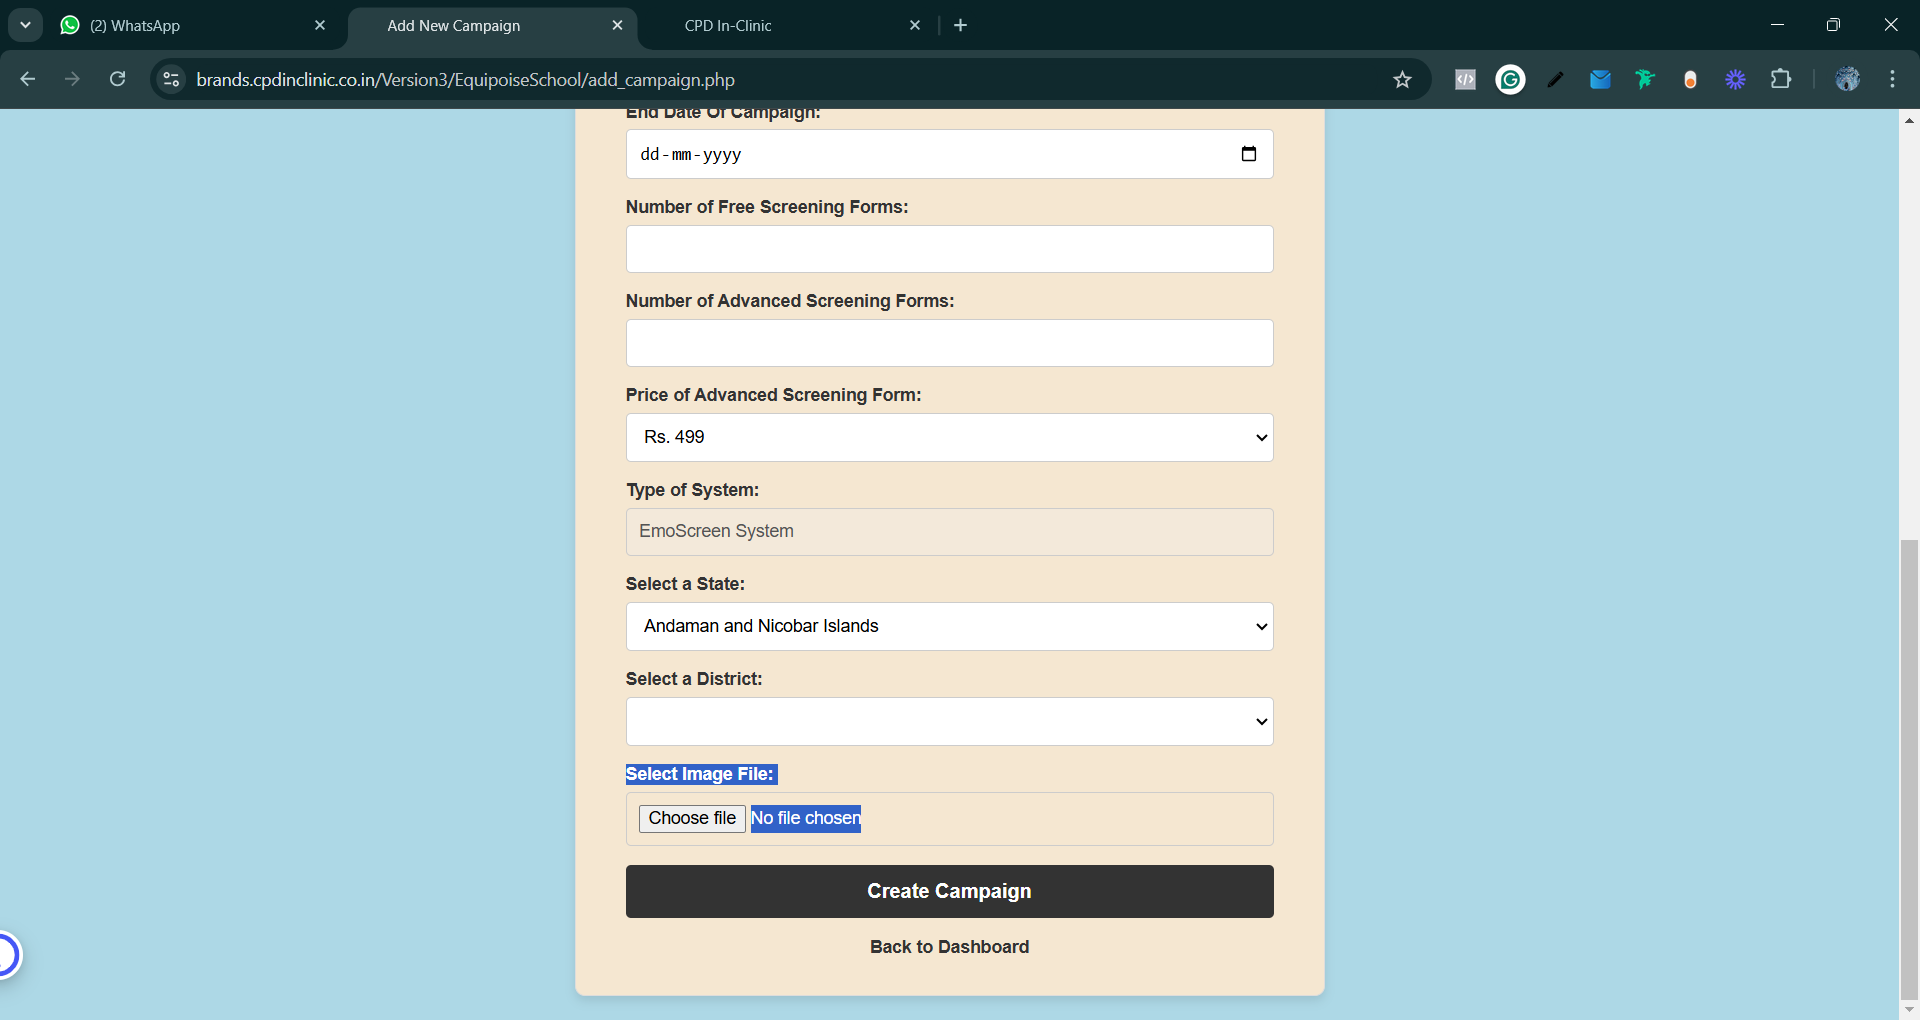 (2) WhatsApp
Add New Campaign
CPD In-Clinic
brands.cpdinclinic.co.in/Version3/EquipoiseSchool/add_campaign.php
End Date Of Campaign:
dd-mm-yyyy
Number of Free Screening Forms:
Number of Advanced Screening Forms:
Price of Advanced Screening Form:
Rs. 499
Type of System:
EmoScreen System
Select a State:
Andaman and Nicobar Islands
Select a District:
Select Image File:
Choose file No file chosen
Create Campaign
Back to Dashboard